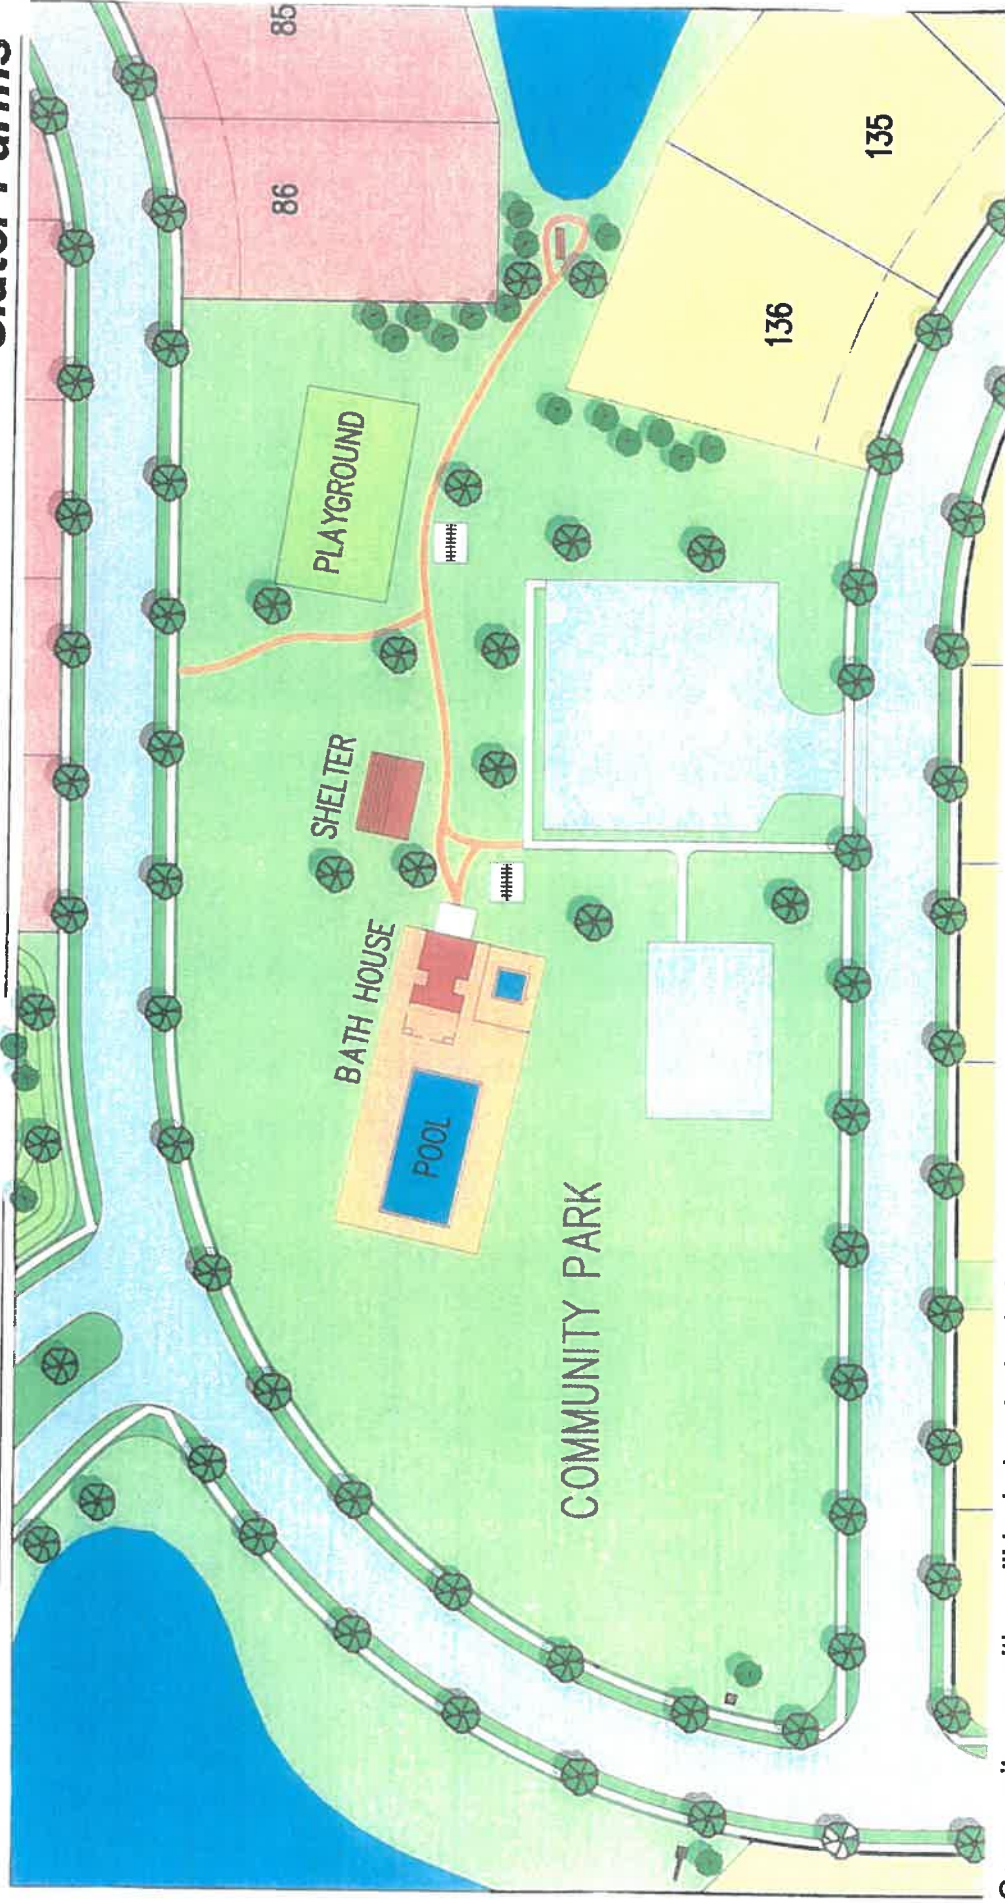 85
86
135
136
PLAYGROUND
SHELTER
BATH HOUSE
POOL
COMMUNITY PARK